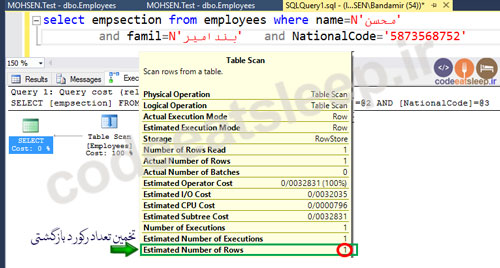 MOHSEN.Test - dbo.Employees
MOHSEN.Test - dbo.Employees
SQLQuery1.sql - (l...SEN\Bandamir (54))*
select empsection from employees where name=N'محسن'
and famil=N'بندامیر' and NationalCode='5873568752'
codeeatsleep.ir
Results
Messages
Execution plan
Query 1: Query cost (rel
SELECT [empsection] FROM
=@2 AND [NationalCode]=@3
SELECT
Cost: 0 %
Table Scan
[Employees]
Cost: 100 %
Table Scan
Scan rows from a table.
Physical Operation Table Scan
Logical Operation Table Scan
Actual Execution Mode Row
Estimated Execution Mode Row
Storage RowStore
Number of Rows Read 1
Actual Number of Rows 1
Actual Number of Batches 0
Estimated Operator Cost 0/0032831 (100%)
Estimated I/O Cost 0/0032035
Estimated CPU Cost 0/0000796
Estimated Subtree Cost 0/0032831
Number of Executions 1
Estimated Number of Executions 1
Estimated Number of Rows 1
تخمین تعداد رکورد بازگشتی
codeeatsleep.ir